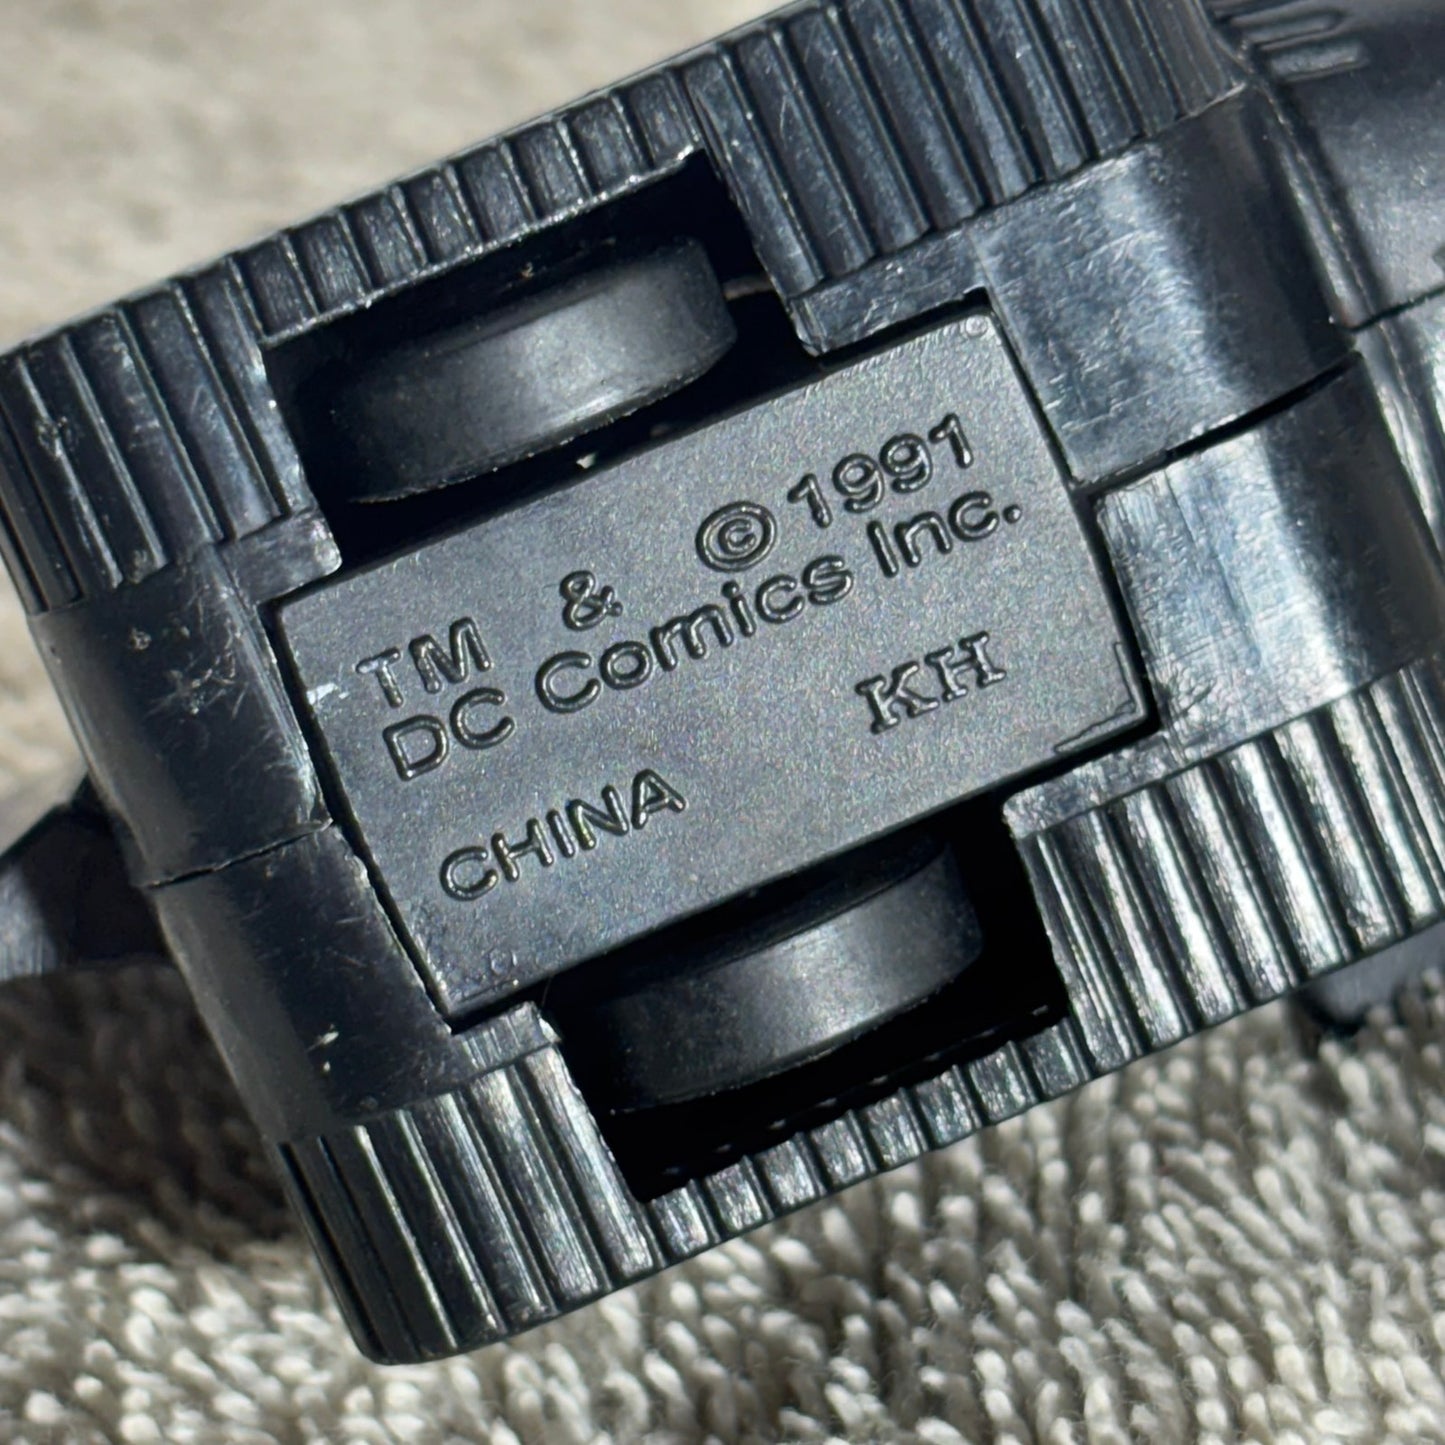 TM & © 1991
DC Comics Inc.
KH
CHINA